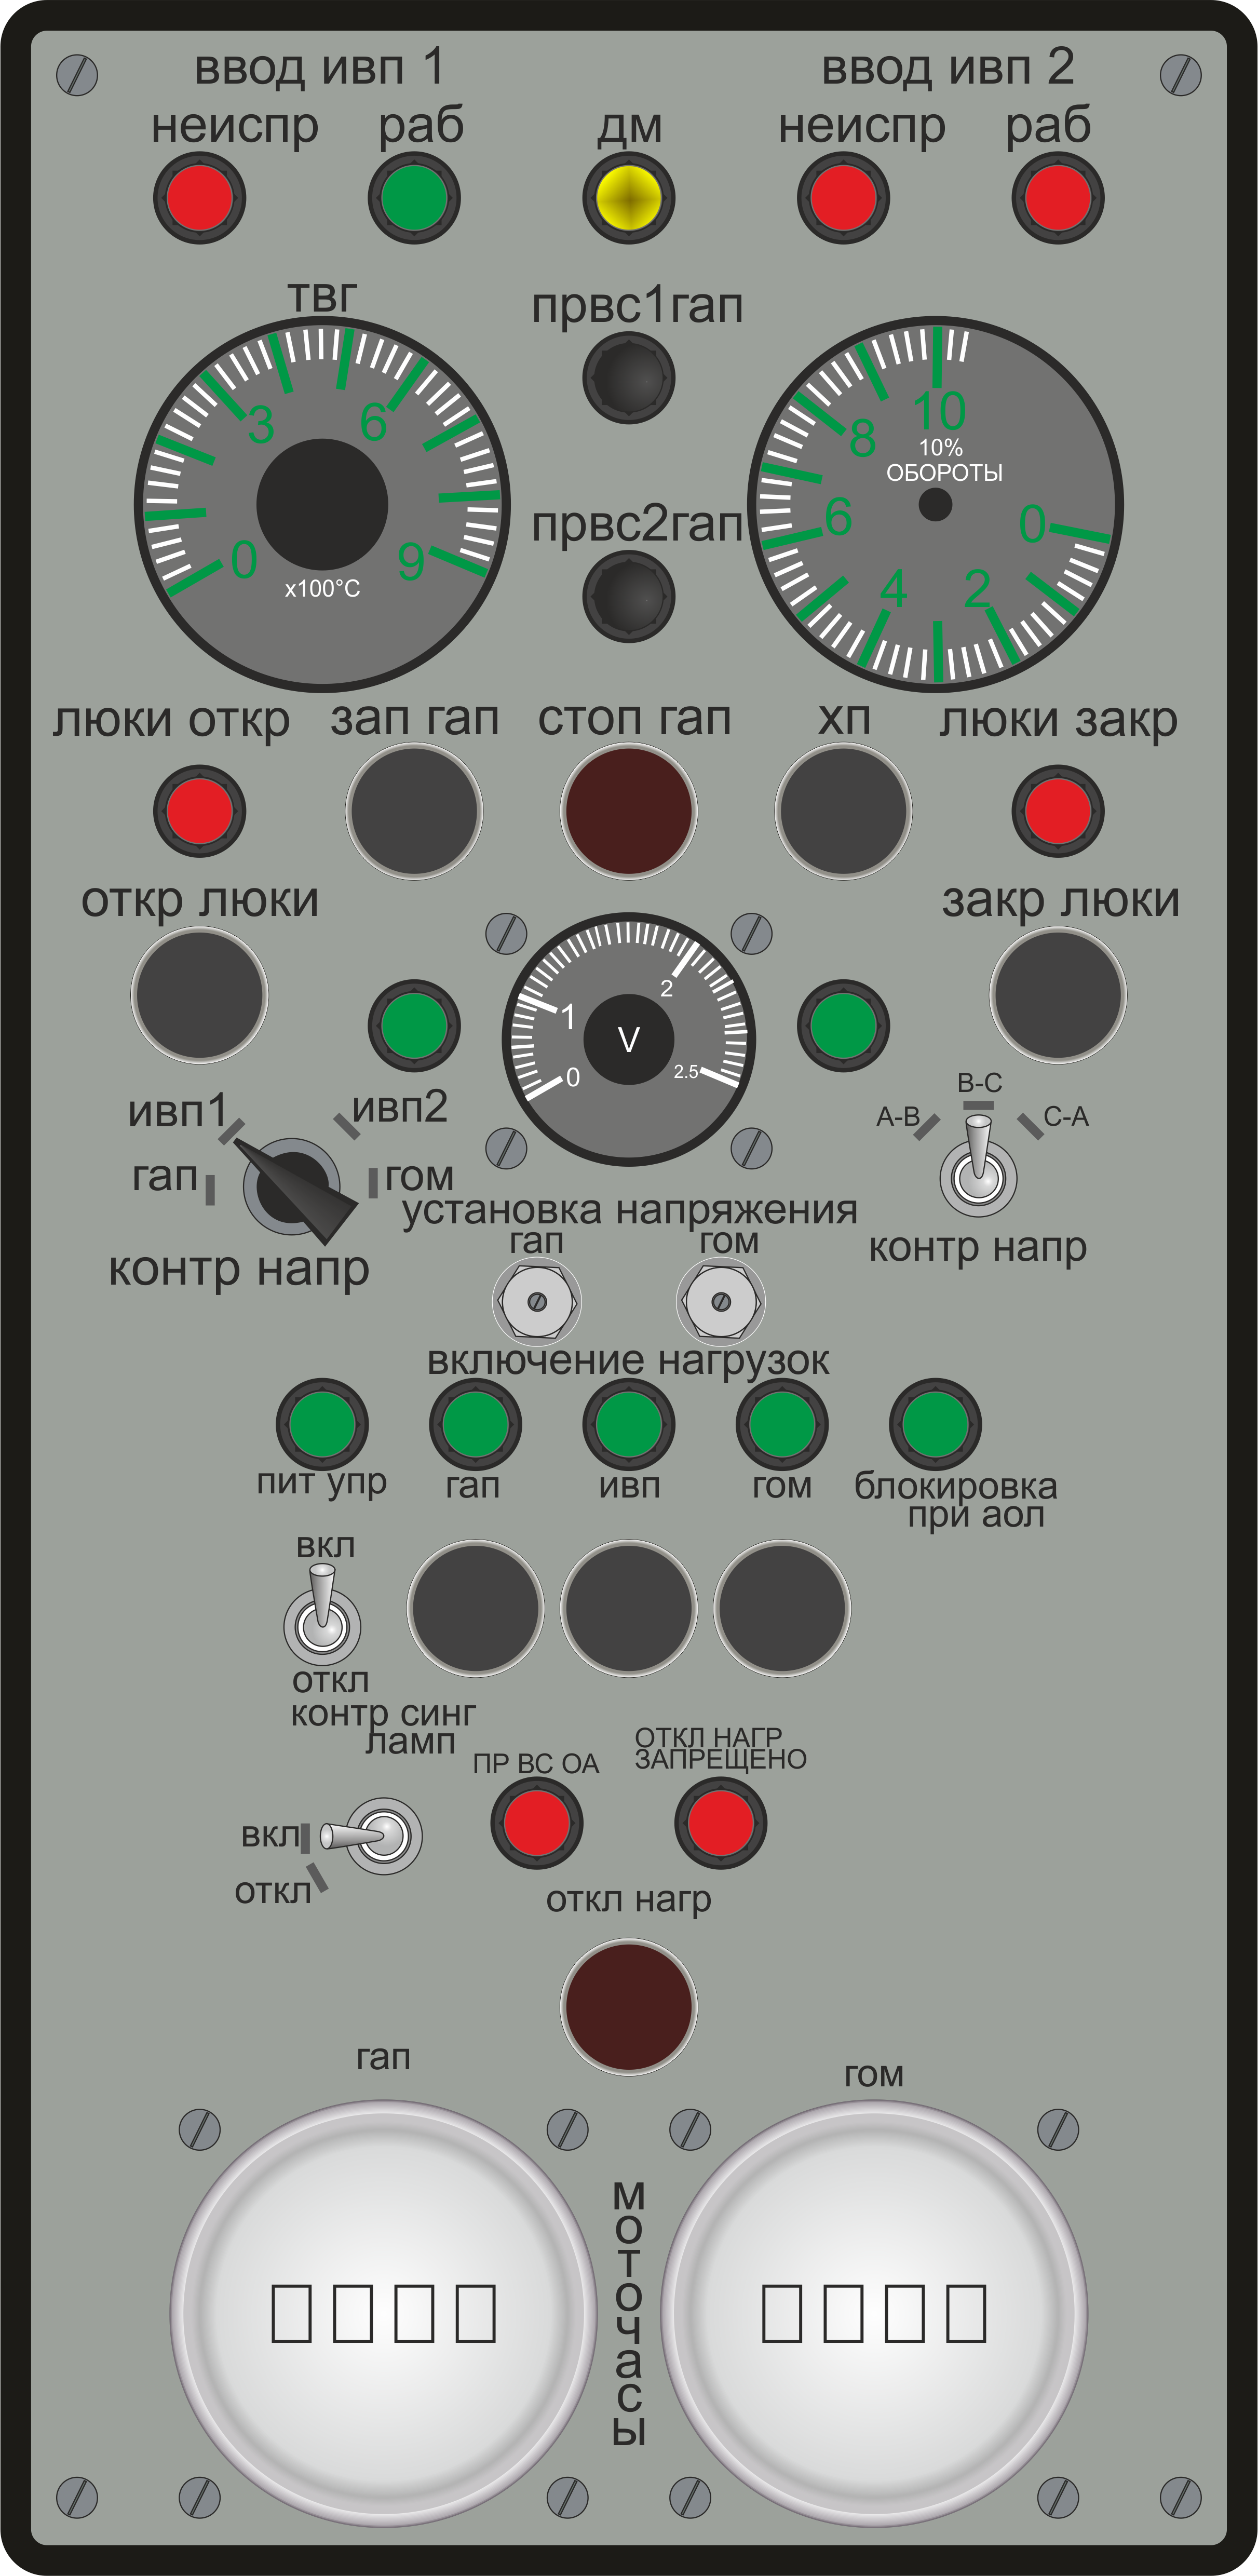 ввод ивп 1
ввод ивп 2
неиспр
раб
дм
неиспр
раб
твг
првс1гап
3
6
0
9
x100°C
10
8
10%
ОБОРОТЫ
6
0
4
2
првс2гап
люки откр
зап гап
стоп гап
хп
люки закр
откр люки
закр люки
2
1
V
0
2.5
ивп1
ивп2
гап
гом
контр напр
В-С
А-В
С-А
контр напр
установка напряжения
гап
гом
включение нагрузок
пит упр
гап
ивп
гом
блокировка
при аол
вкл
откл
контр синг
ламп
ПР ВС ОА
ОТКЛ НАГР
ЗАПРЕЩЕНО
вкл
откл
откл нагр
гап
гом
моточасы